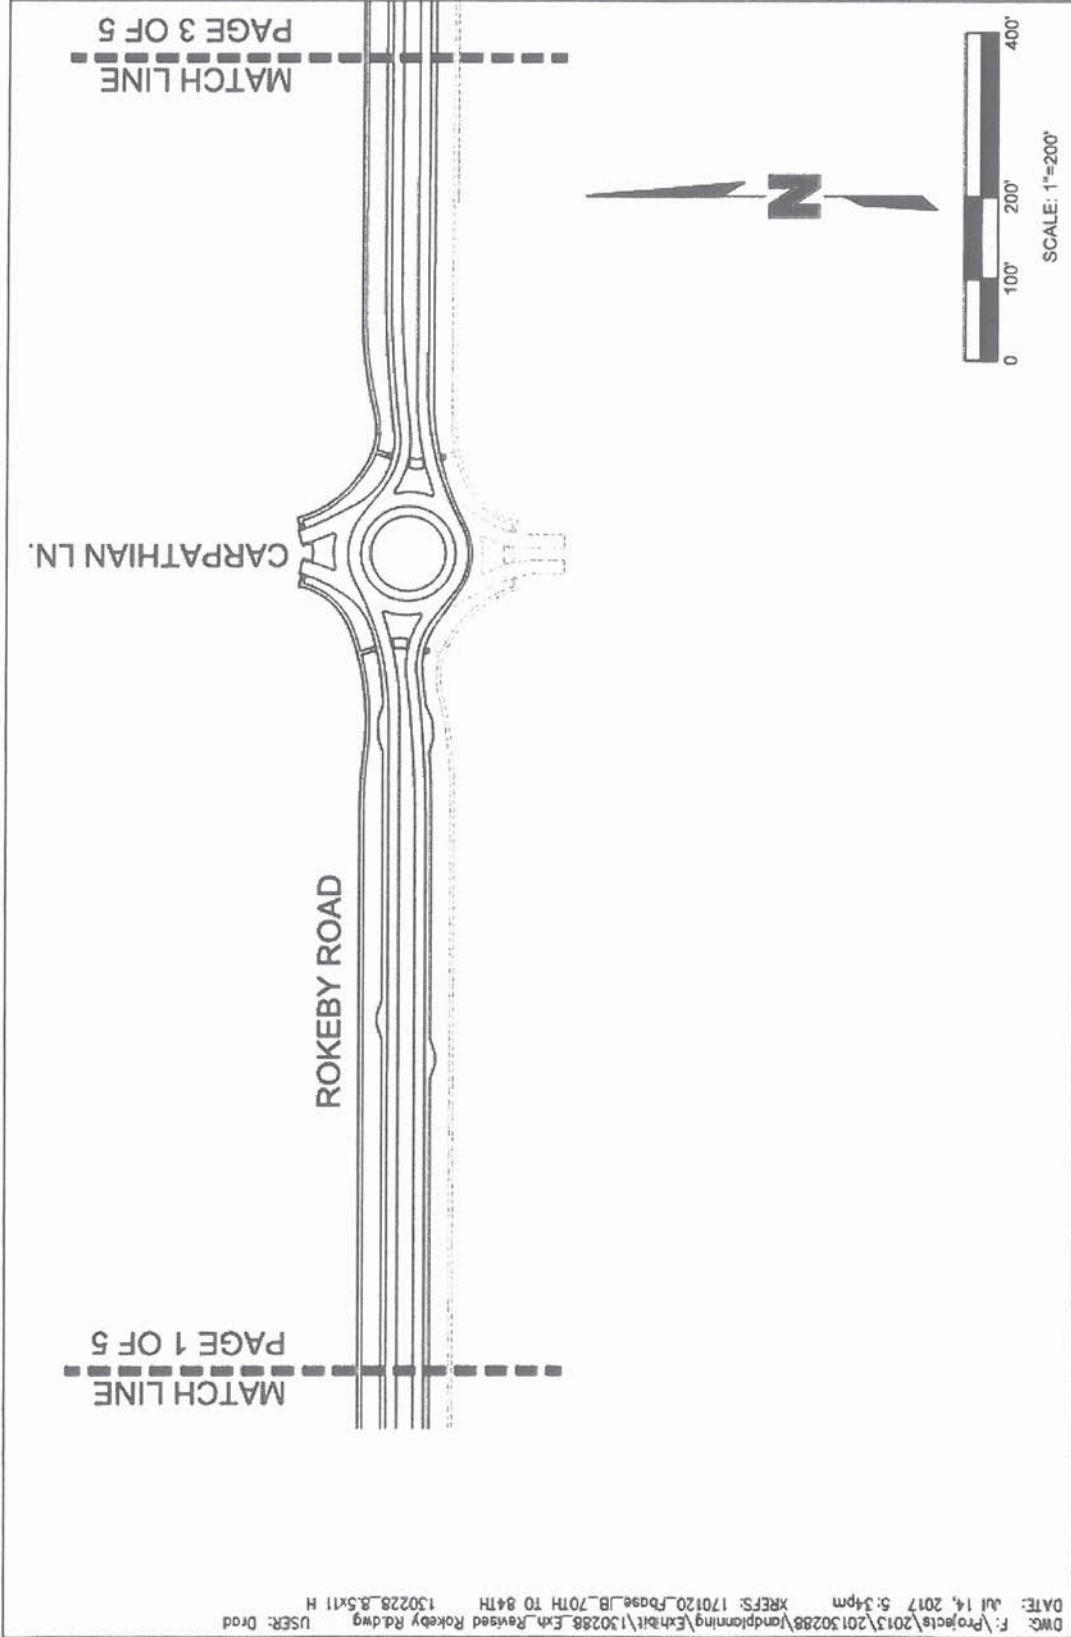 MATCH LINE
PAGE 3 OF 5
CARPATHIAN LN.
ROKEBY ROAD
MATCH LINE
PAGE 1 OF 5
N
0 100' 200' 400'
SCALE: 1"=200'
DWG: F:\Projects\2013\20130288\landplanning\Exhibit\130288_Exh_Revised Rokeby Rd.dwg USER: Drod
DATE: Jul 14, 2017 5:34pm XREFS: 170120_Fbase_JB_70TH TO 84TH 130228_8.5x11 H